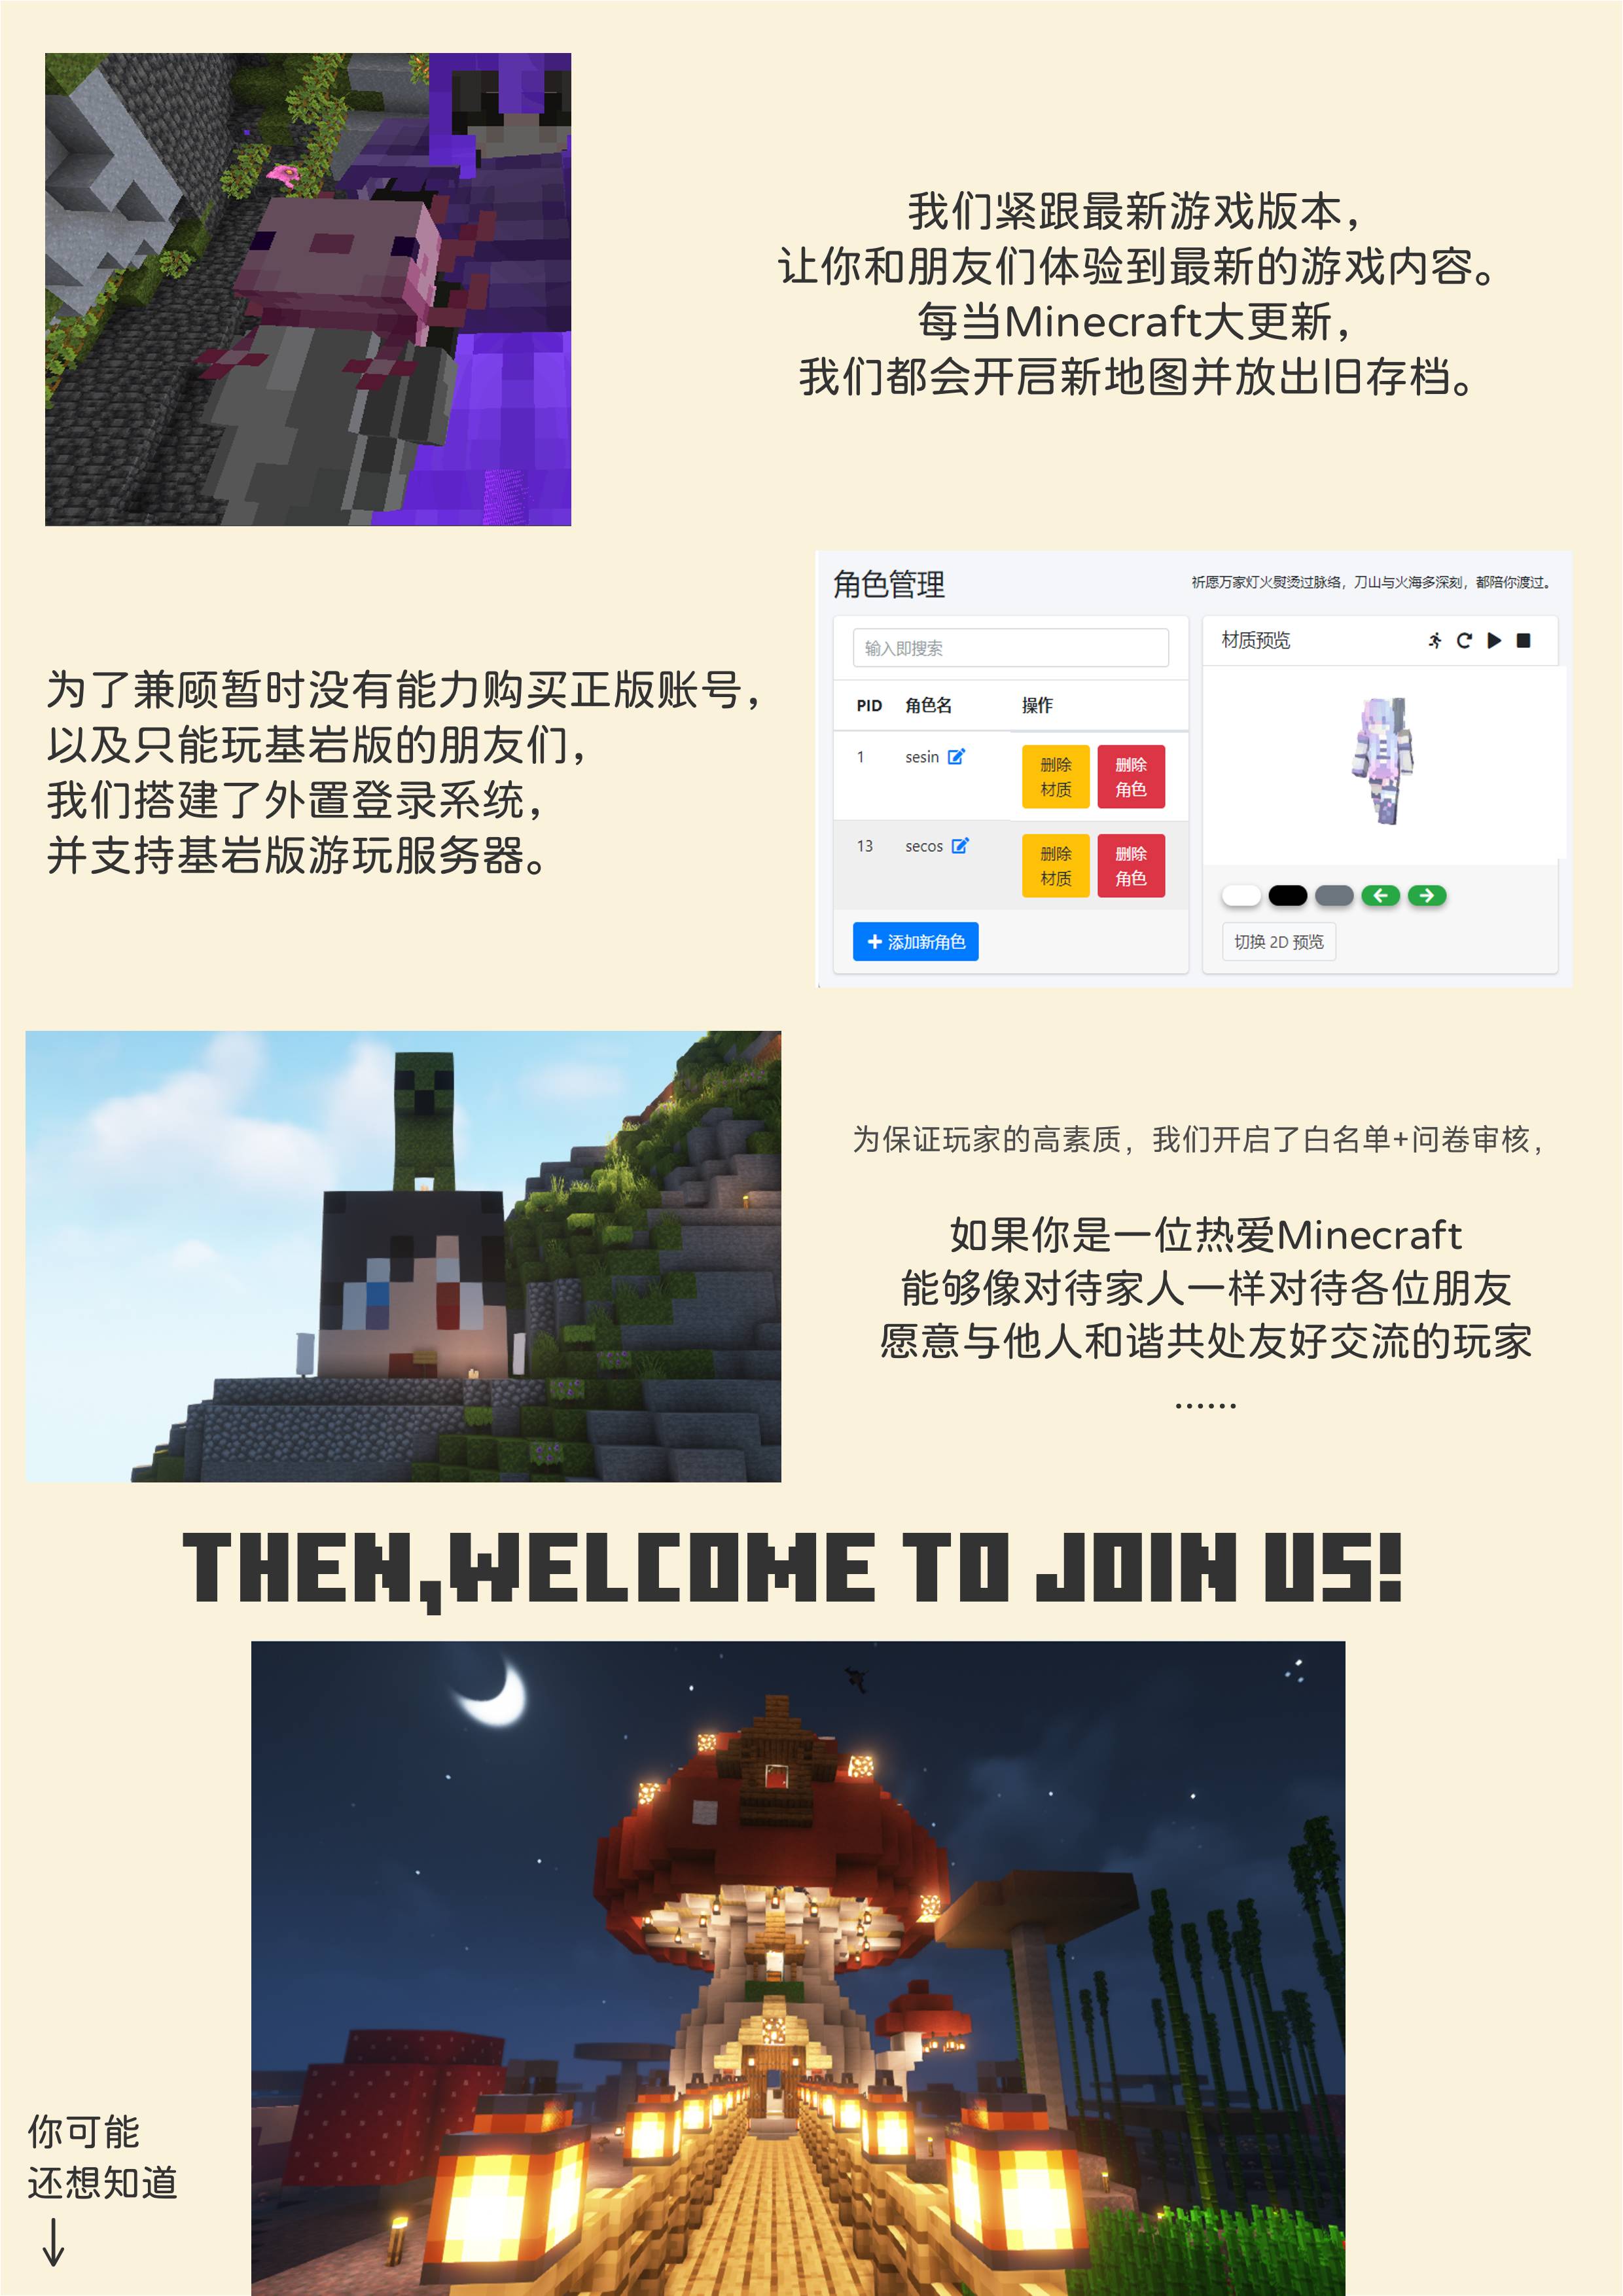 我们紧跟最新游戏版本，
让你和朋友们体验到最新的游戏内容。
每当Minecraft大更新，
我们都会开启新地图并放出旧存档。
为了兼顾暂时没有能力购买正版账号，
以及只能玩基岩版的朋友们，
我们搭建了外置登录系统，
并支持基岩版游玩服务器。
角色管理
祈愿万家灯火熨烫过脉络，刀山与火海多深刻，都陪你渡过。
输入即搜索
PID 角色名 操作
1 sesin 删除材质 删除角色
13 secos 删除材质 删除角色
添加新角色
材质预览
切换 2D 预览
为保证玩家的高素质，我们开启了白名单+问卷审核，
如果你是一位热爱Minecraft
能够像对待家人一样对待各位朋友
愿意与他人和谐共处友好交流的玩家
……
THEN,WELCOME TO JOIN US!
你可能
还想知道
↓